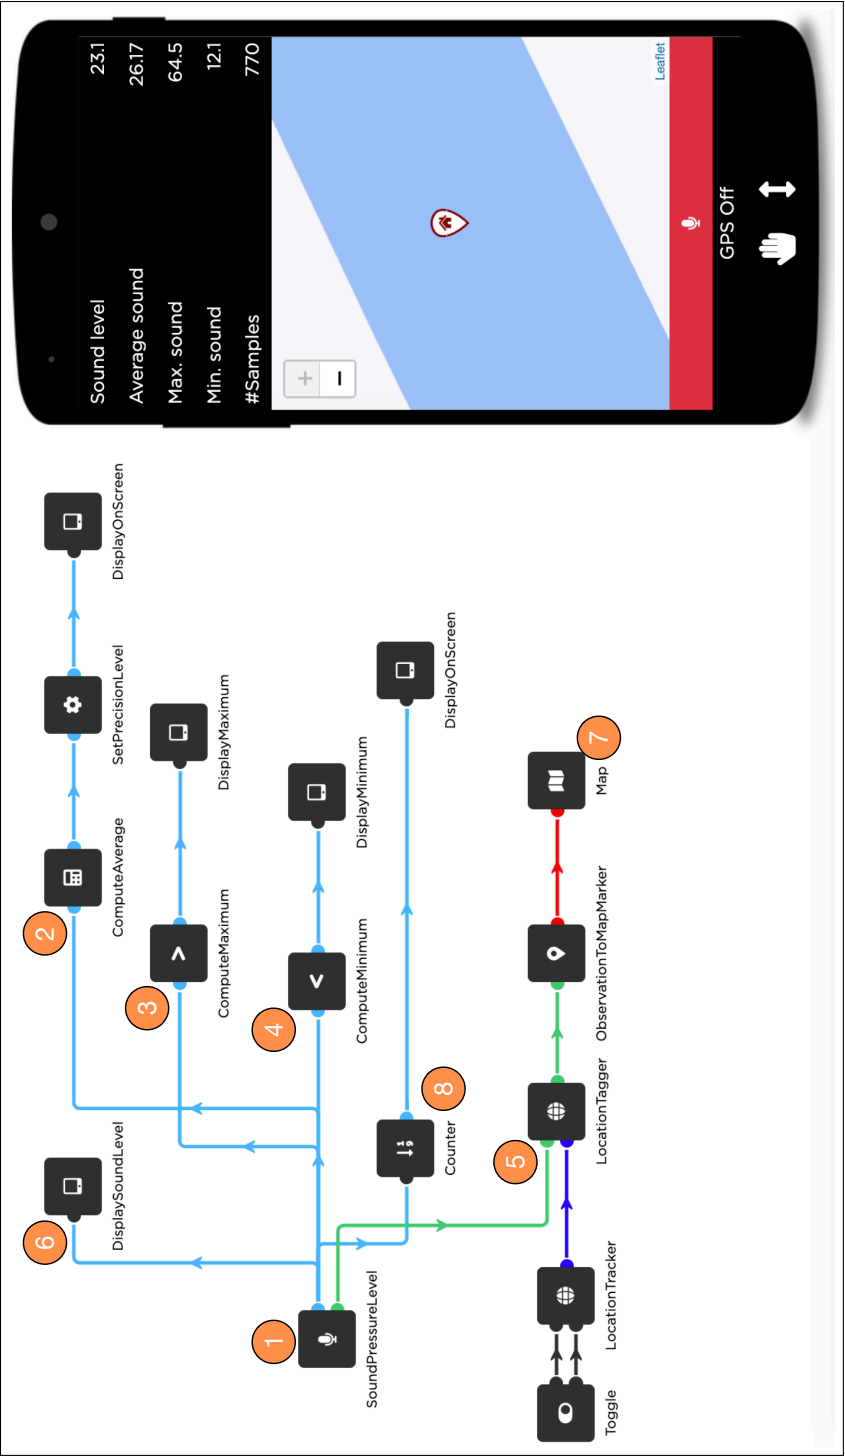 6
DisplaySoundLevel
2
ComputeAverage
SetPrecisionLevel
DisplayOnScreen
3
ComputeMaximum
DisplayMaximum
1
SoundPressureLevel
4
ComputeMinimum
DisplayMinimum
8
Counter
1
9
DisplayOnScreen
Toggle
LocationTracker
5
LocationTagger
ObservationToMapMarker
7
Map
Sound level 23.1
Average sound 26.17
Max. sound 64.5
Min. sound 12.1
#Samples 770
+
−
Leaflet
GPS Off